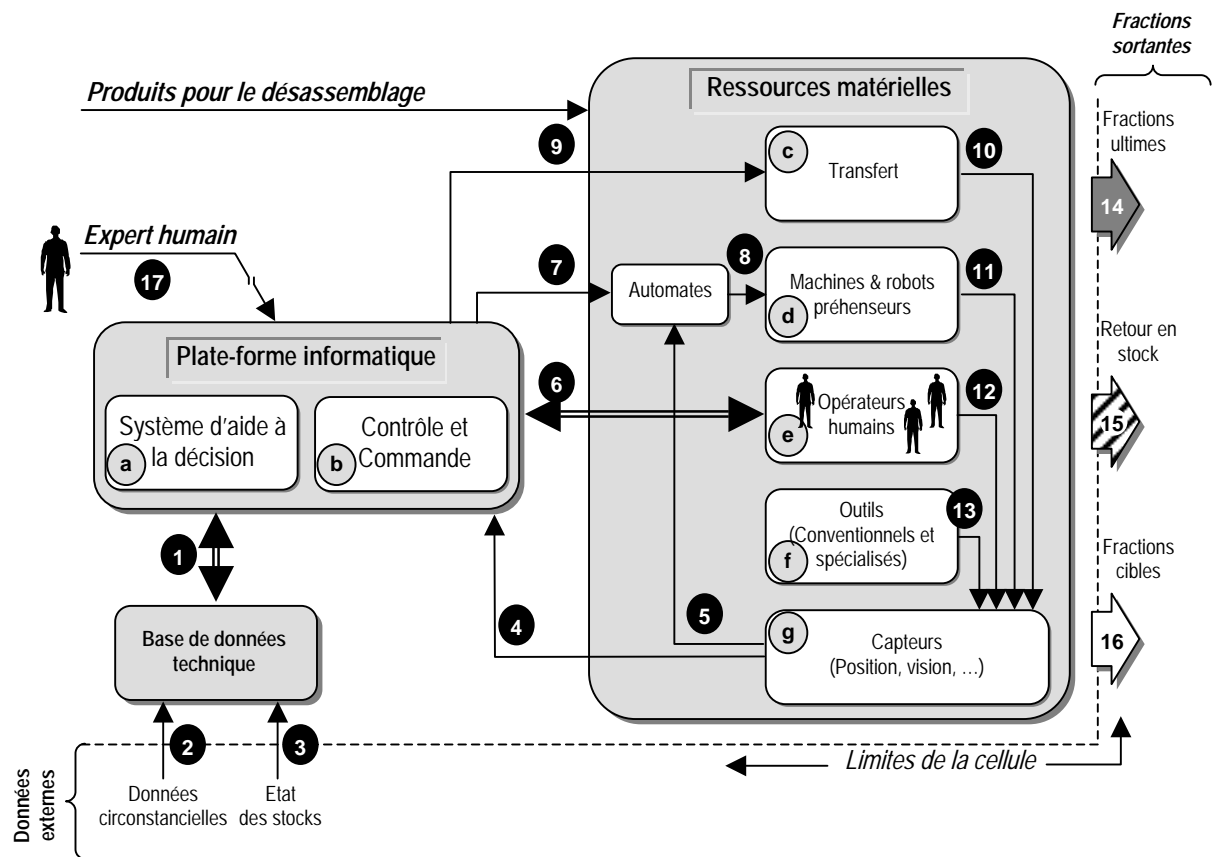 Fractions
sortantes
Produits pour le désassemblage
Ressources matérielles
Fractions
ultimes
9
c
Transfert
10
14
Expert humain
17
7
Automates
8
Machines & robots
préhenseurs
d
11
Retour en
stock
15
Plate-forme informatique
Système d'aide à
la décision
a
Contrôle et
Commande
b
6
Opérateurs
humains
e
12
Outils
(Conventionnels et
spécialisés)
f
13
Fractions
cibles
16
1
4
5
g
Capteurs
(Position, vision, ...)
Base de données
technique
2
3
Limites de la cellule
Données
externes
Données
circonstancielles
Etat
des stocks